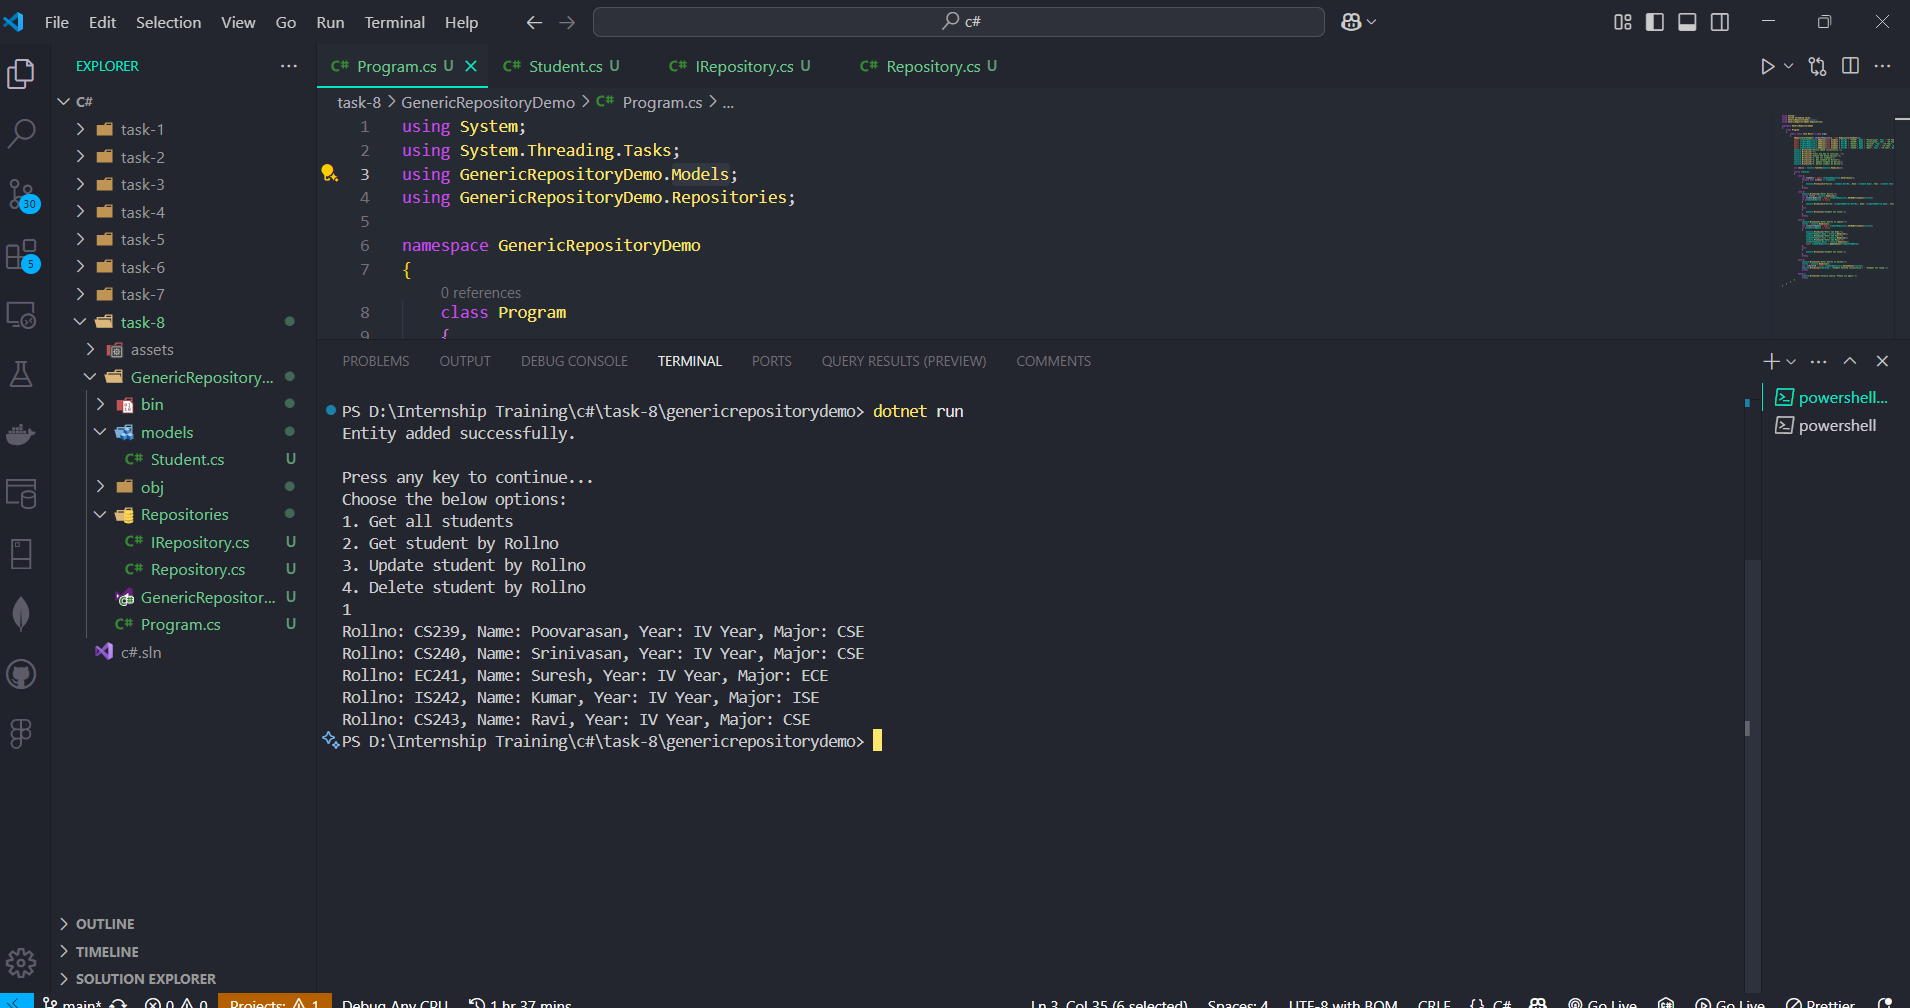 File Edit Selection View Go Run Terminal Help
c#
EXPLORER
C#
task-1
task-2
task-3
task-4
task-5
task-6
task-7
task-8
assets
GenericRepository...
bin
models
C# Student.cs U
obj
Repositories
C# IRepository.cs U
C# Repository.cs U
GenericRepositor... U
C# Program.cs U
c#.sln
OUTLINE
TIMELINE
SOLUTION EXPLORER
30
5
C# Program.cs U
C# Student.cs U
C# IRepository.cs U
C# Repository.cs U
task-8 > GenericRepositoryDemo > C# Program.cs > ...
1 using System;
2 using System.Threading.Tasks;
3 using GenericRepositoryDemo.Models;
4 using GenericRepositoryDemo.Repositories;
5
6 namespace GenericRepositoryDemo
7 {
0 references
8 class Program
9 {
PROBLEMS OUTPUT DEBUG CONSOLE TERMINAL PORTS QUERY RESULTS (PREVIEW) COMMENTS
PS D:\Internship Training\c#\task-8\genericrepositorydemo> dotnet run
Entity added successfully.
Press any key to continue...
Choose the below options:
1. Get all students
2. Get student by Rollno
3. Update student by Rollno
4. Delete student by Rollno
1
Rollno: CS239, Name: Poovarasan, Year: IV Year, Major: CSE
Rollno: CS240, Name: Srinivasan, Year: IV Year, Major: CSE
Rollno: EC241, Name: Suresh, Year: IV Year, Major: ECE
Rollno: IS242, Name: Kumar, Year: IV Year, Major: ISE
Rollno: CS243, Name: Ravi, Year: IV Year, Major: CSE
PS D:\Internship Training\c#\task-8\genericrepositorydemo>
powershell...
powershell
main* 0 0 Projects: 1 Debug Any CPU 1 hr 37 mins Ln 3, Col 35 (6 selected) Spaces: 4 UTF-8 with BOM CRLF {} C# Go Live Go Live Prettier